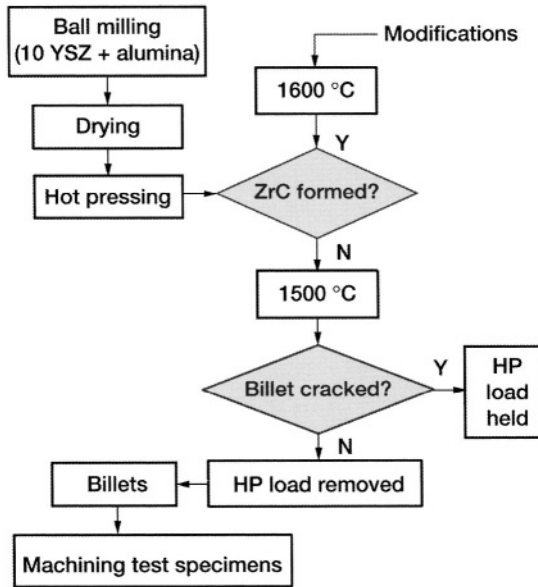 Ball milling
(10 YSZ + alumina)
Modifications
1600 °C
Drying
Y
Hot pressing
ZrC formed?
N
1500 °C
Billet cracked?
Y
HP
load
held
N
Billets
HP load removed
Machining test specimens